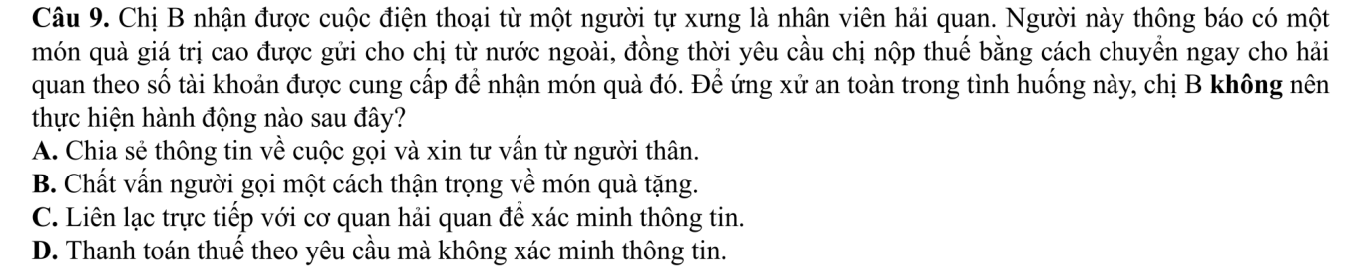 Câu 9. Chị B nhận được cuộc điện thoại từ một người tự xưng là nhân viên hải quan. Người này thông báo có một
món quà giá trị cao được gửi cho chị từ nước ngoài, đồng thời yêu cầu chị nộp thuế bằng cách chuyển ngay cho hải
quan theo số tài khoản được cung cấp để nhận món quà đó. Để ứng xử an toàn trong tình huống này, chị B không nên
thực hiện hành động nào sau đây?
A. Chia sẻ thông tin về cuộc gọi và xin tư vấn từ người thân.
B. Chất vấn người gọi một cách thận trọng về món quà tặng.
C. Liên lạc trực tiếp với cơ quan hải quan để xác minh thông tin.
D. Thanh toán thuế theo yêu cầu mà không xác minh thông tin.